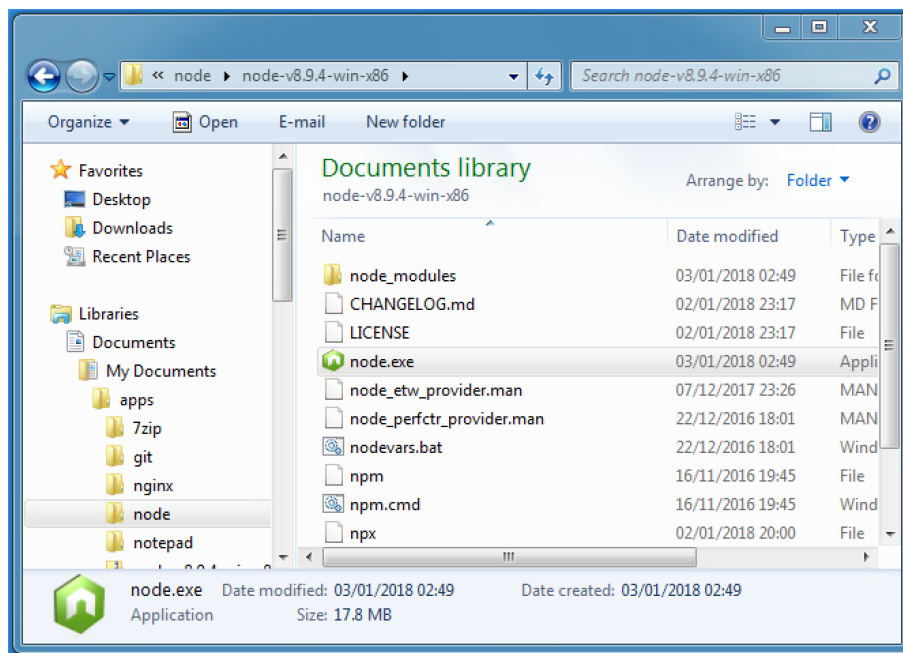 « node ▸ node-v8.9.4-win-x86 ▸
Search node-v8.9.4-win-x86
Organize Open E-mail New folder
Favorites
Desktop
Downloads
Recent Places
Libraries
Documents
My Documents
apps
7zip
git
nginx
node
notepad
Documents library
node-v8.9.4-win-x86
Arrange by: Folder
Name Date modified Type
node_modules 03/01/2018 02:49 File fo
CHANGELOG.md 02/01/2018 23:17 MD F
LICENSE 02/01/2018 23:17 File
node.exe 03/01/2018 02:49 Appli
node_etw_provider.man 07/12/2017 23:26 MAN
node_perfctr_provider.man 22/12/2016 18:01 MAN
nodevars.bat 22/12/2016 18:01 Wind
npm 16/11/2016 19:45 File
npm.cmd 16/11/2016 19:45 Wind
npx 02/01/2018 20:00 File
node.exe Date modified: 03/01/2018 02:49 Date created: 03/01/2018 02:49
Application Size: 17.8 MB